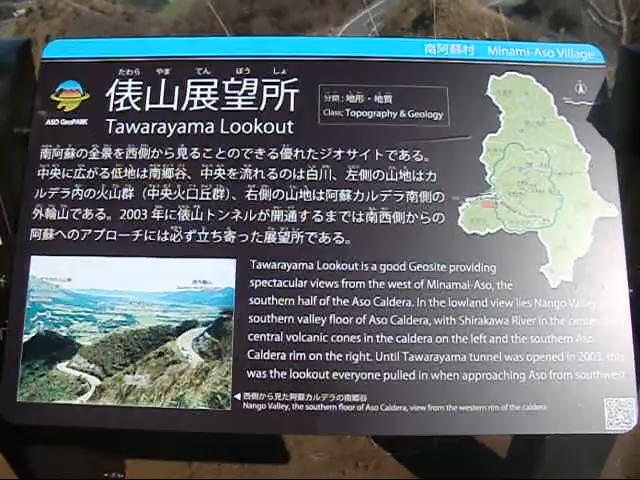 南阿蘇村 Minami-Aso Village
たわら やま てん ぼう しょ
俵山展望所
Tawarayama Lookout
ASO GeoPARK
分類：地形・地質
Class: Topography & Geology
南阿蘇の全景を西側から見ることのできる優れたジオサイトである。
中央に広がる低地は南郷谷、中央を流れるのは白川、左側の山地はカ
ルデラ内の火山群（中央火口丘群）、右側の山地は阿蘇カルデラ南側の
外輪山である。2003年に俵山トンネルが開通するまでは南西側からの
阿蘇へのアプローチには必ず立ち寄った展望所である。
Tawarayama Lookout is a good Geosite providing
spectacular views from the west of Minamai-Aso, the
southern half of the Aso Caldera. In the lowland view lies Nango Valley,
southern valley floor of Aso Caldera, with Shirakawa River in the center,
central volcanic cones in the caldera on the left and the southern Aso
Caldera rim on the right. Until Tawarayama tunnel was opened in 2003, this
was the lookout everyone pulled in when approaching Aso from southwest.
◀西側から見た阿蘇カルデラの南郷谷
Nango Valley, the southern floor of Aso Caldera, view from the western rim of the caldera